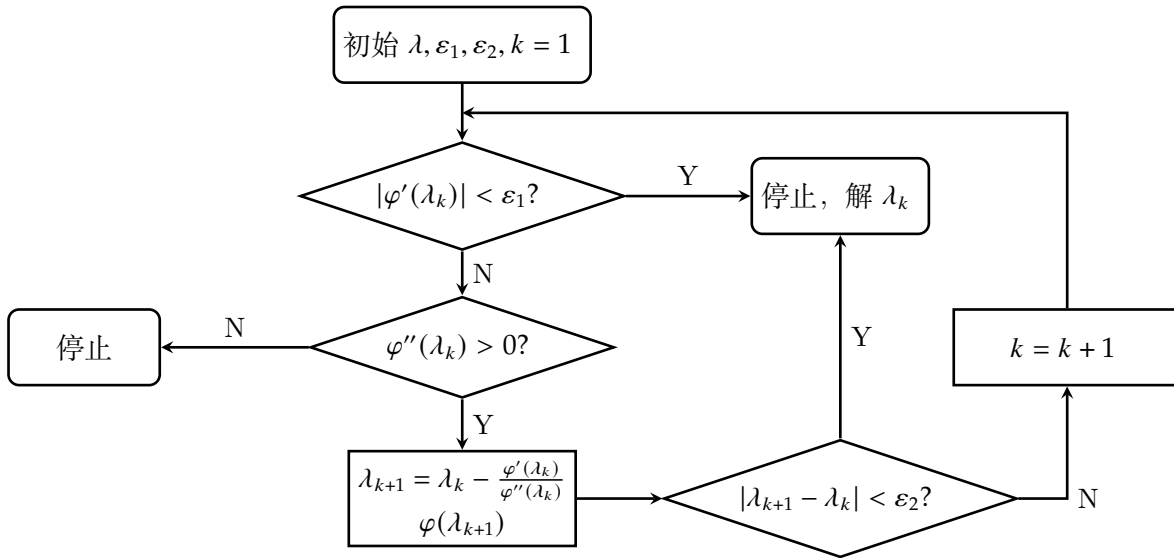 初始 λ, ε₁, ε₂, k = 1
|φ′(λₖ)| < ε₁?
Y
停止，解 λₖ
N
停止
N
φ′′(λₖ) > 0?
Y
k = k + 1
Y
λₖ₊₁ = λₖ − φ′(λₖ)/φ′′(λₖ)
φ(λₖ₊₁)
|λₖ₊₁ − λₖ| < ε₂?
N